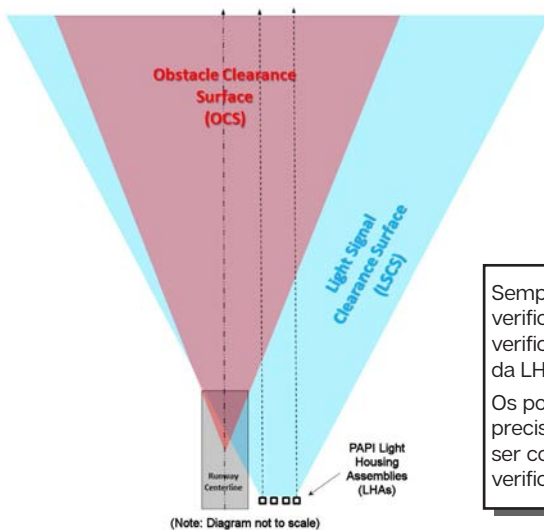 Obstacle Clearance
Surface
(OCS)
Light Signal
Clearance Surface
(LSCS)
Runway
Centerline
PAPI Light
Housing
Assemblies
(LHAs)
(Note: Diagram not to scale)
Semp
verific
verific
da LH
Os po
precis
ser co
verific